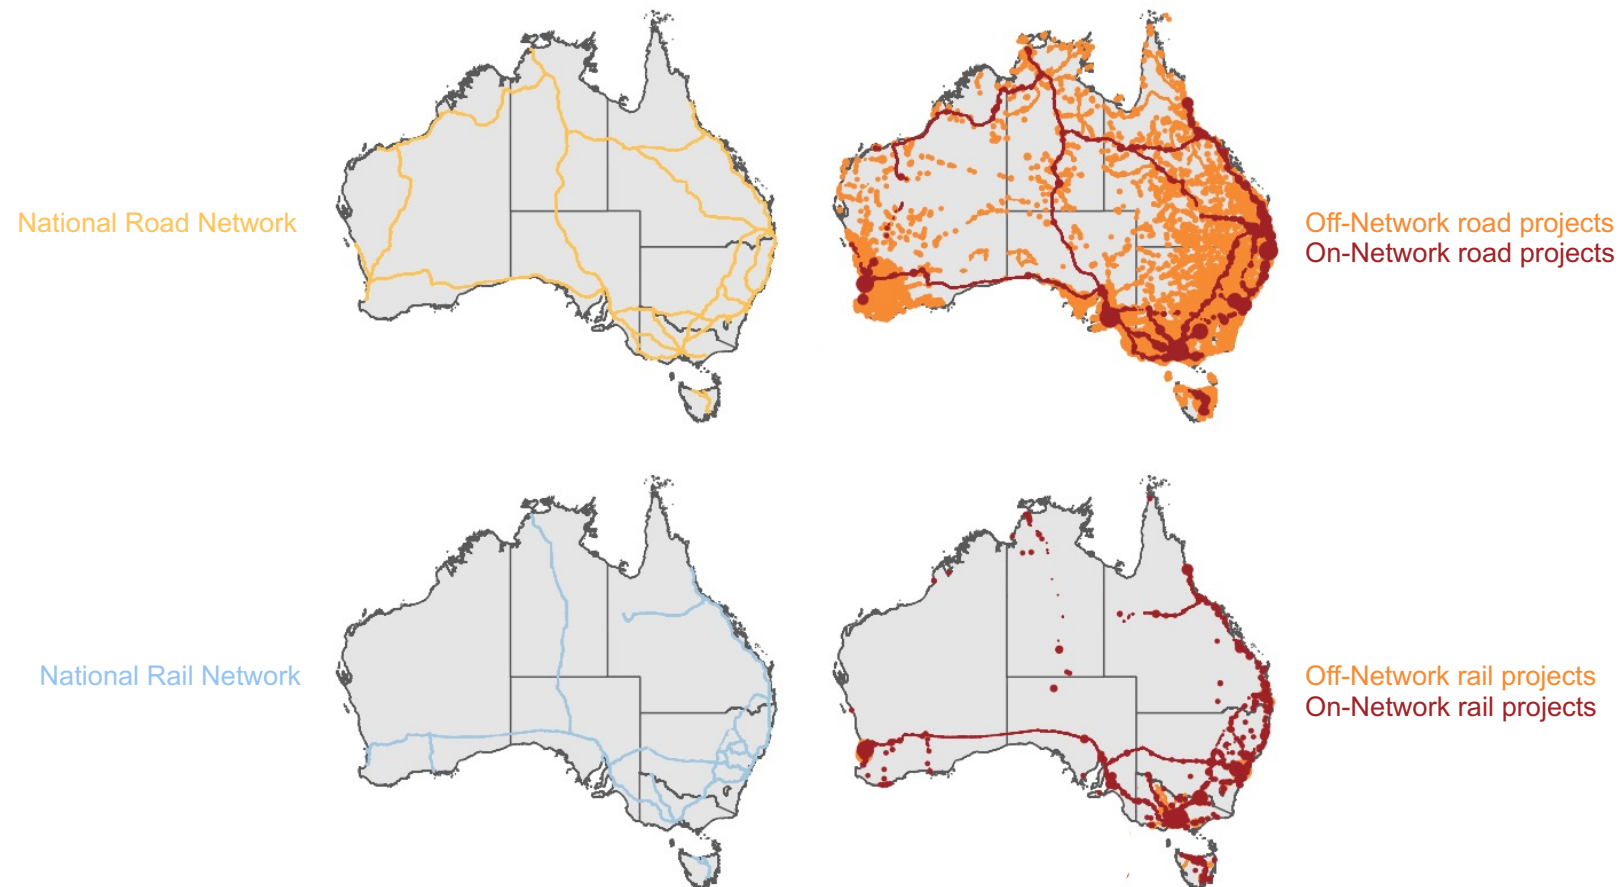 National Road Network
Off-Network road projects
On-Network road projects
National Rail Network
Off-Network rail projects
On-Network rail projects